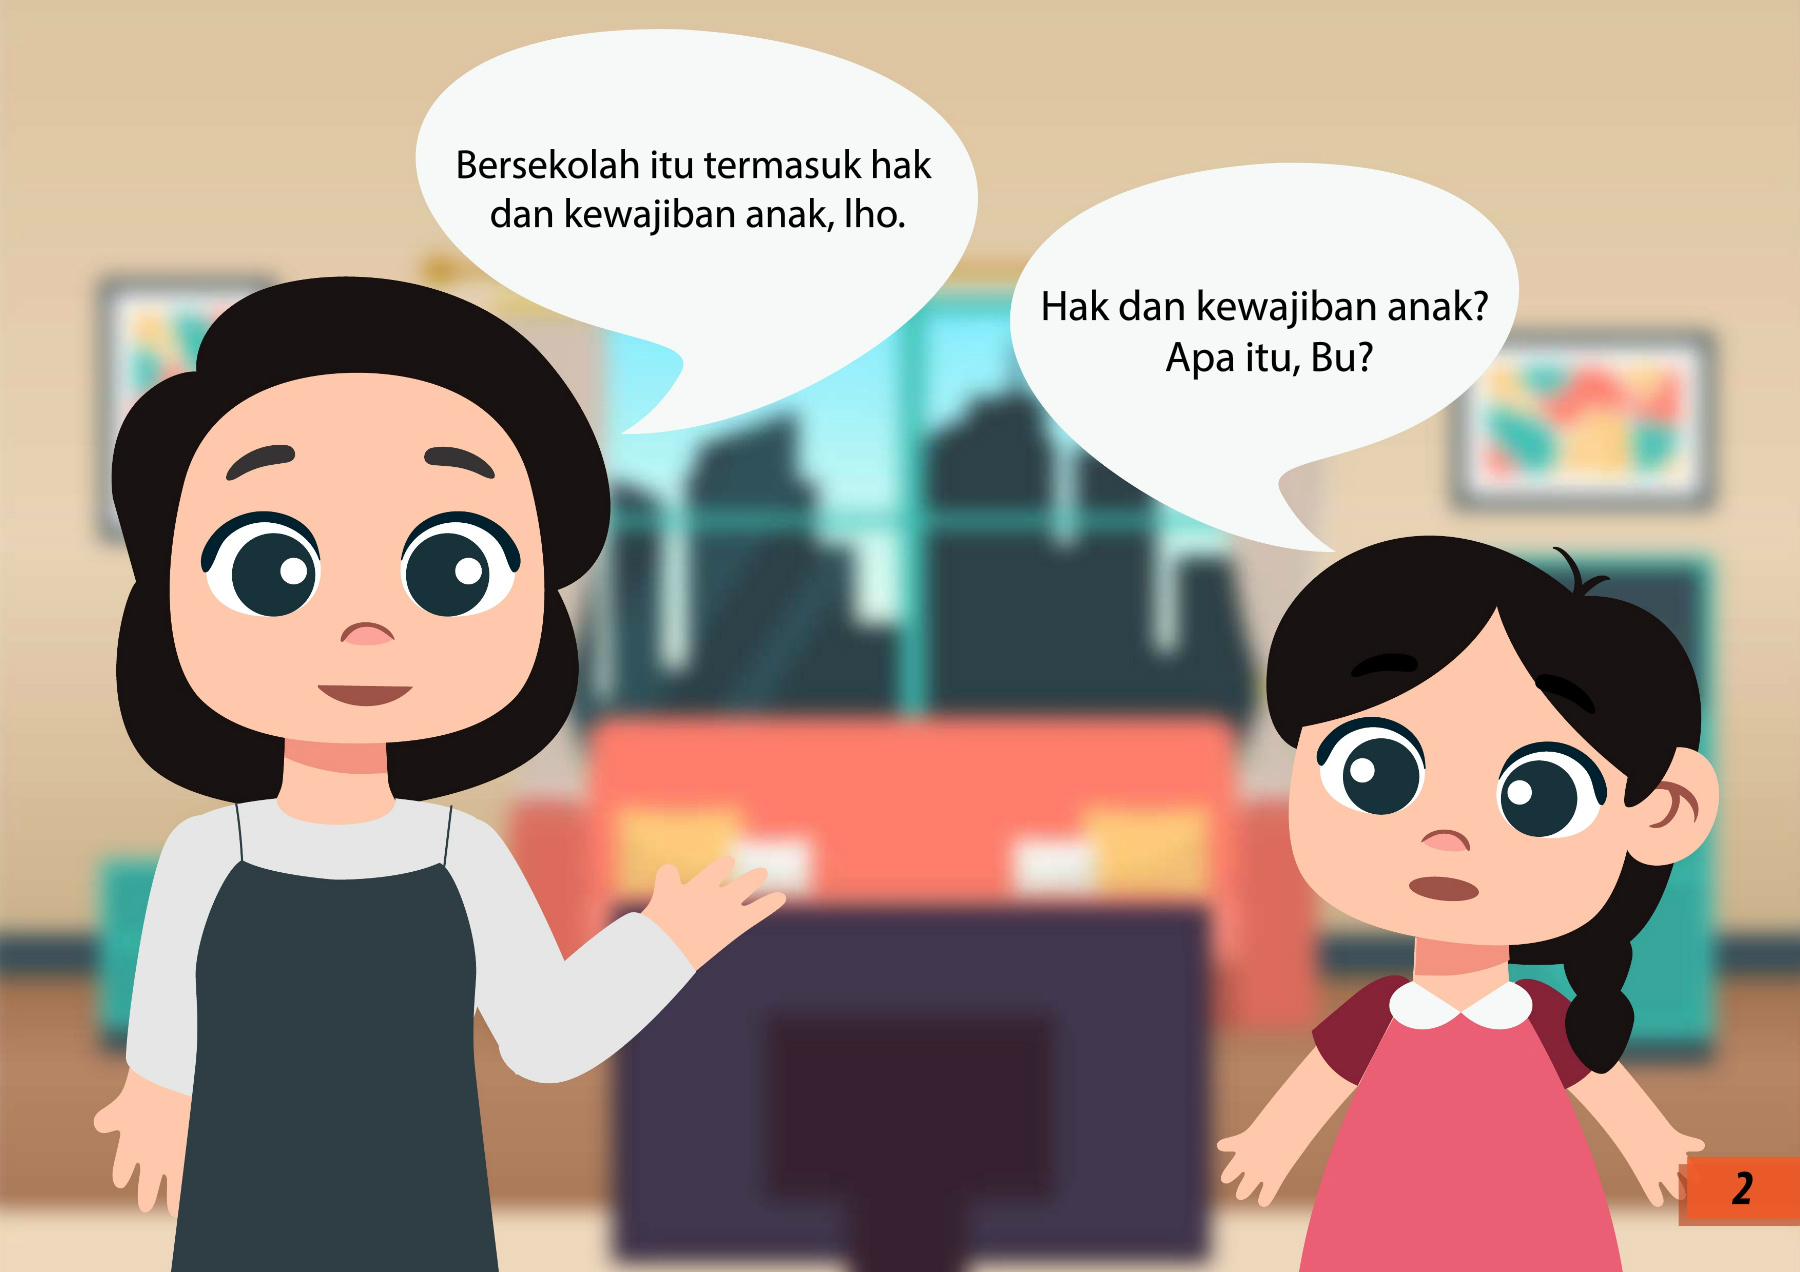 Bersekolah itu termasuk hak
dan kewajiban anak, lho.
Hak dan kewajiban anak?
Apa itu, Bu?
2